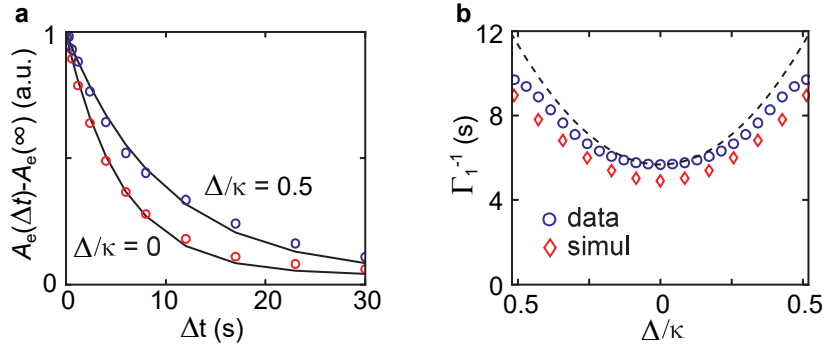 a
A_e(Δt)-A_e(∞) (a.u.)
1
0
Δ/κ = 0.5
Δ/κ = 0
0 10 20 30
Δt (s)
b
Γ_1^-1 (s)
12
8
4
0
data
simul
0.5 0 0.5
Δ/κ